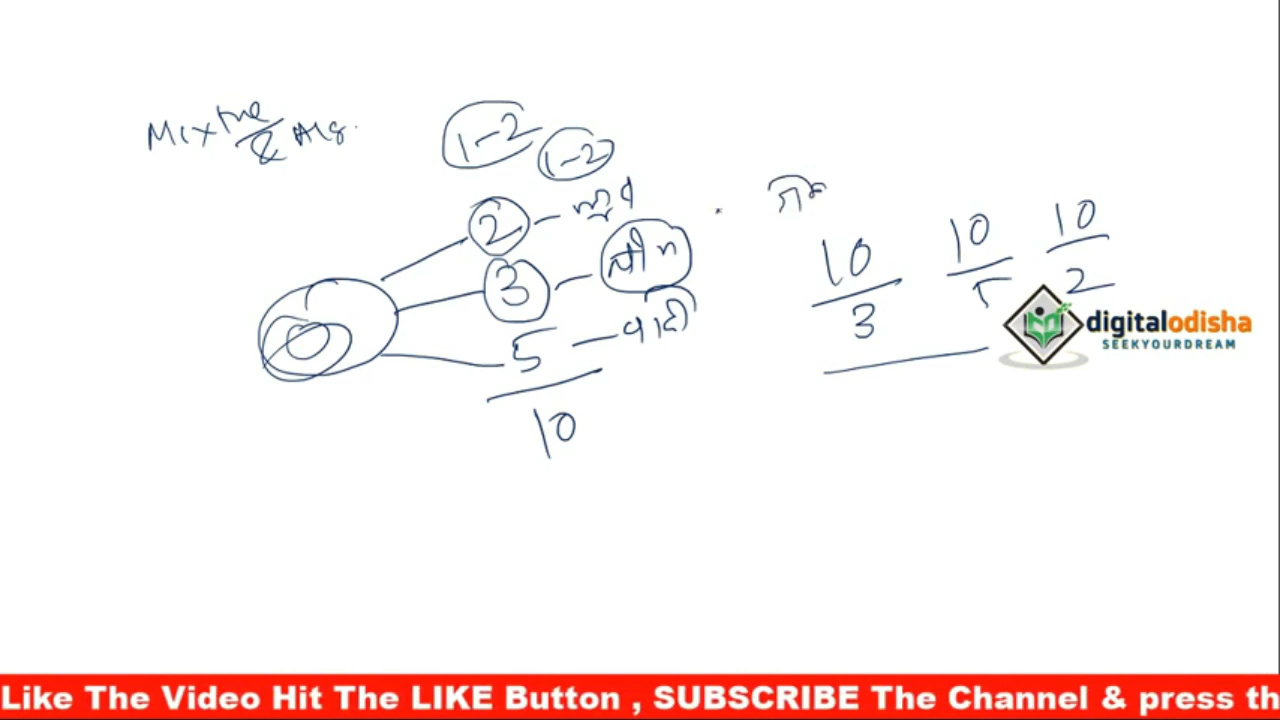 Mixture & Alg.
1-2
1-2
2 -
3 -
5 - पानी
10
10/3 10/5 10/2
digitalodisha
SEEKYOURDREAM
Like The Video Hit The LIKE Button , SUBSCRIBE The Channel & press th